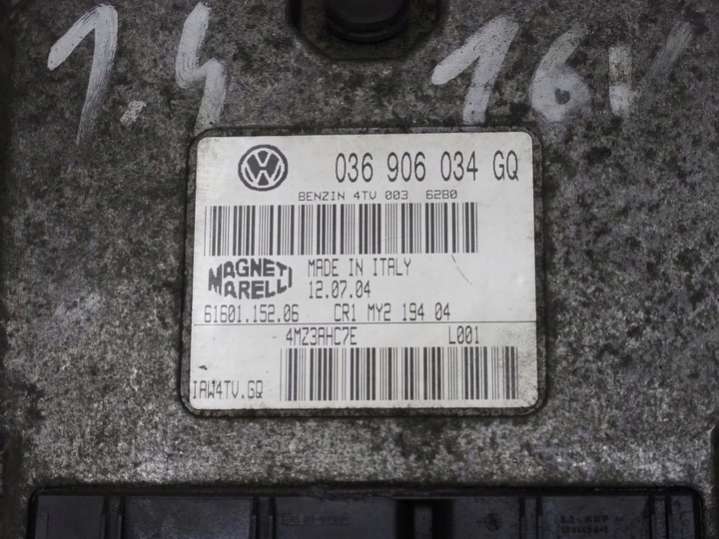 1.4 16V
VW 036 906 034 GQ
BENZIN 4TV 003 6280
MAGNETI MARELLI
MADE IN ITALY
12.07.04
61601.152.06 CR1 MY2 194 04
4MZ3AHC7E L001
IAW4TV.GQ